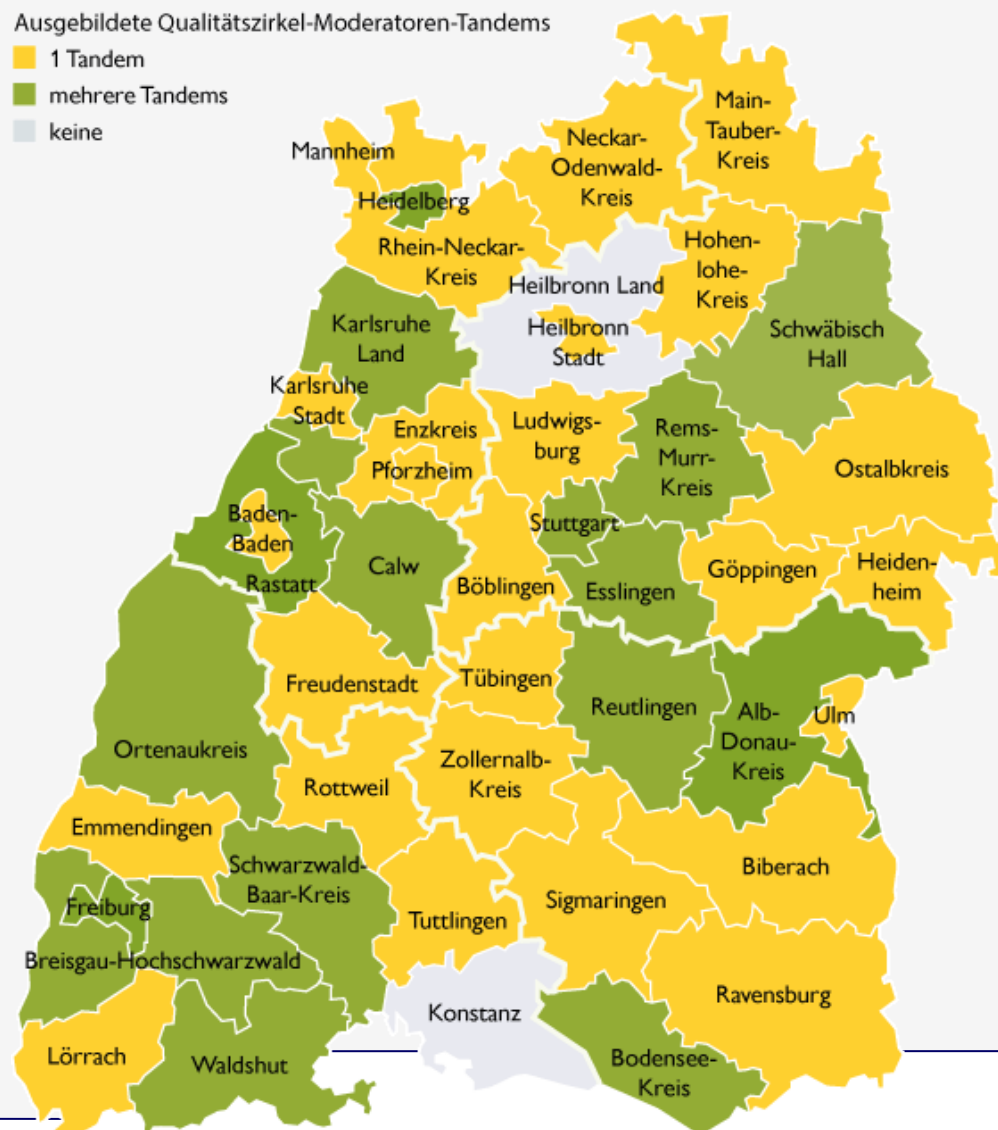 Ausgebildete Qualitätszirkel-Moderatoren-Tandems
1 Tandem
mehrere Tandems
keine
Main-
Tauber-
Kreis
Neckar-
Odenwald-
Kreis
Mannheim
Heidelberg
Rhein-Neckar-
Kreis
Hohen-
lohe-
Kreis
Heilbronn Land
Heilbronn
Stadt
Schwäbisch
Hall
Karlsruhe
Land
Karlsruhe
Stadt
Enzkreis
Pforzheim
Ludwigs-
burg
Rems-
Murr-
Kreis
Ostalbkreis
Baden-
Baden
Rastatt
Calw
Stuttgart
Böblingen
Esslingen
Göppingen
Heiden-
heim
Freudenstadt
Tübingen
Reutlingen
Alb-
Donau-
Kreis
Ulm
Ortenaukreis
Rottweil
Zollernalb-
Kreis
Emmendingen
Schwarzwald-
Baar-Kreis
Biberach
Sigmaringen
Tuttlingen
Freiburg
Breisgau-Hochschwarzwald
Ravensburg
Konstanz
Lörrach
Waldshut
Bodensee-
Kreis